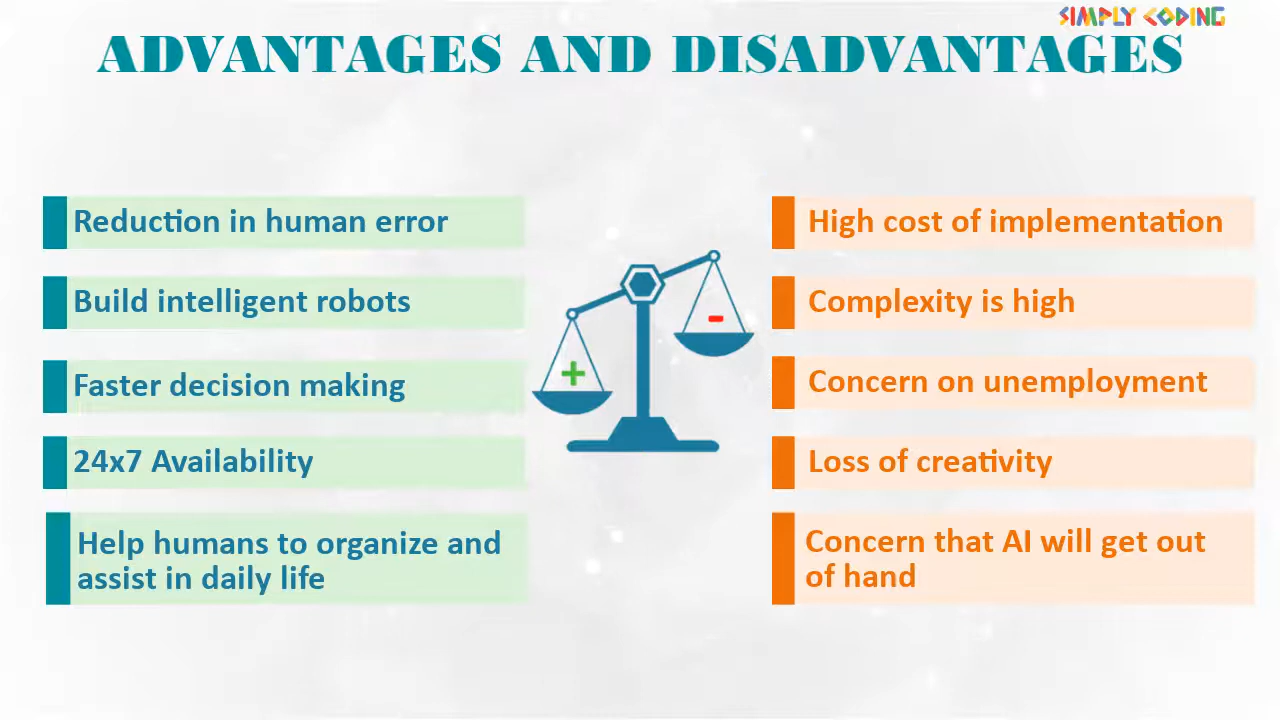 SIMPLY CODING
ADVANTAGES AND DISADVANTAGES
Reduction in human error
Build intelligent robots
Faster decision making
24x7 Availability
Help humans to organize and
assist in daily life
+
-
High cost of implementation
Complexity is high
Concern on unemployment
Loss of creativity
Concern that AI will get out
of hand